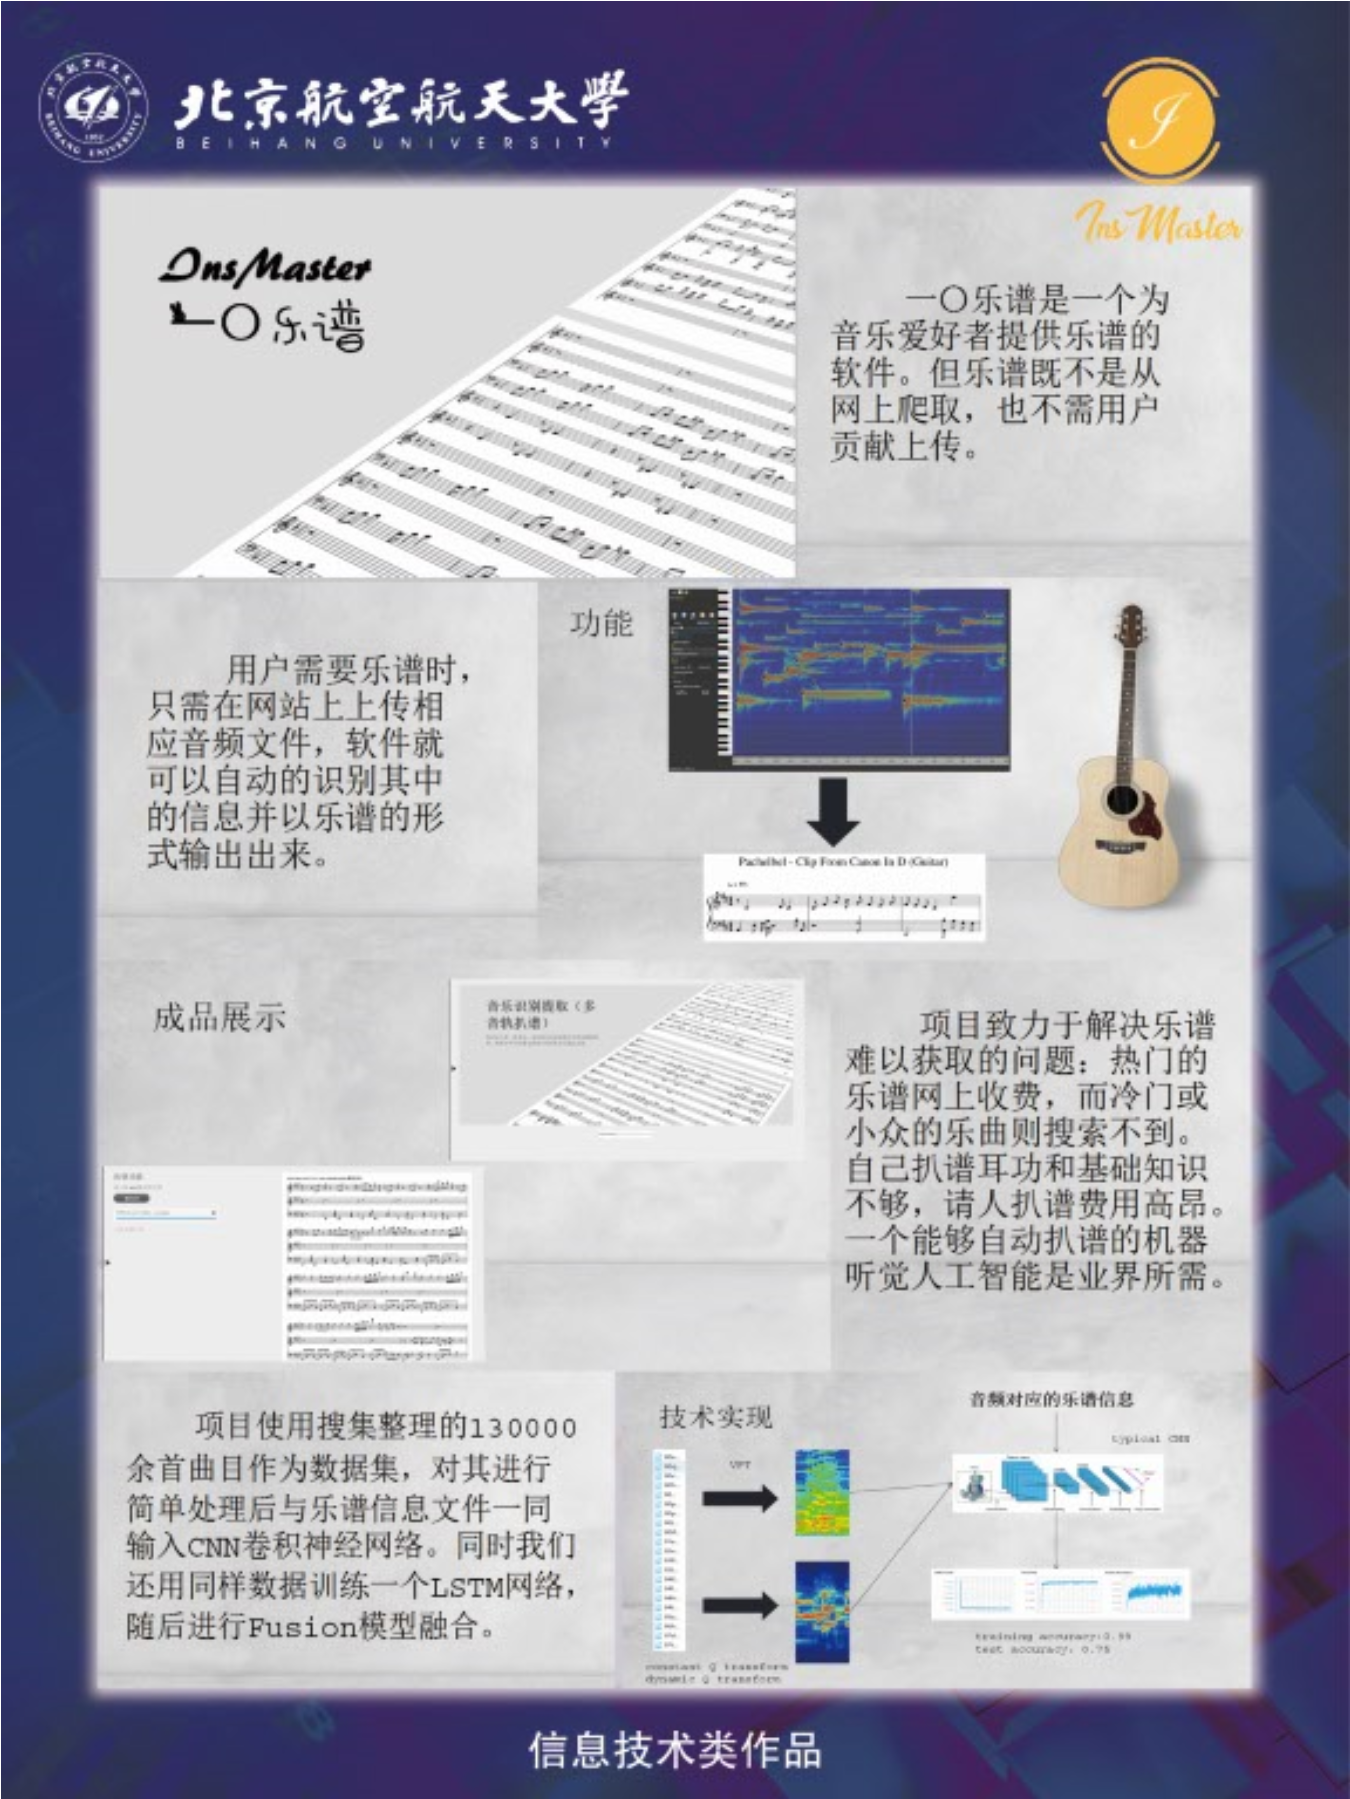 北京航空航天大學
BEIHANG UNIVERSITY
Ins Master
InsMaster
一〇乐谱
一〇乐谱是一个为
音乐爱好者提供乐谱的
软件。但乐谱既不是从
网上爬取，也不需用户
贡献上传。
用户需要乐谱时，
只需在网站上上传相
应音频文件，软件就
可以自动的识别其中
的信息并以乐谱的形
式输出出来。
功能
Pachelbel - Clip From Canon In D (Guitar)
成品展示
音乐识别提取（多
音轨扒谱）
项目致力于解决乐谱
难以获取的问题：热门的
乐谱网上收费，而冷门或
小众的乐曲则搜索不到。
自己扒谱耳功和基础知识
不够，请人扒谱费用高昂。
一个能够自动扒谱的机器
听觉人工智能是业界所需。
项目使用搜集整理的130000
余首曲目作为数据集，对其进行
简单处理后与乐谱信息文件一同
输入CNN卷积神经网络。同时我们
还用同样数据训练一个LSTM网络，
随后进行Fusion模型融合。
技术实现
音频对应的乐谱信息
typical CNN
constant Q transform
dynamic Q transform
training accuracy:0.99
test accuracy: 0.75
信息技术类作品